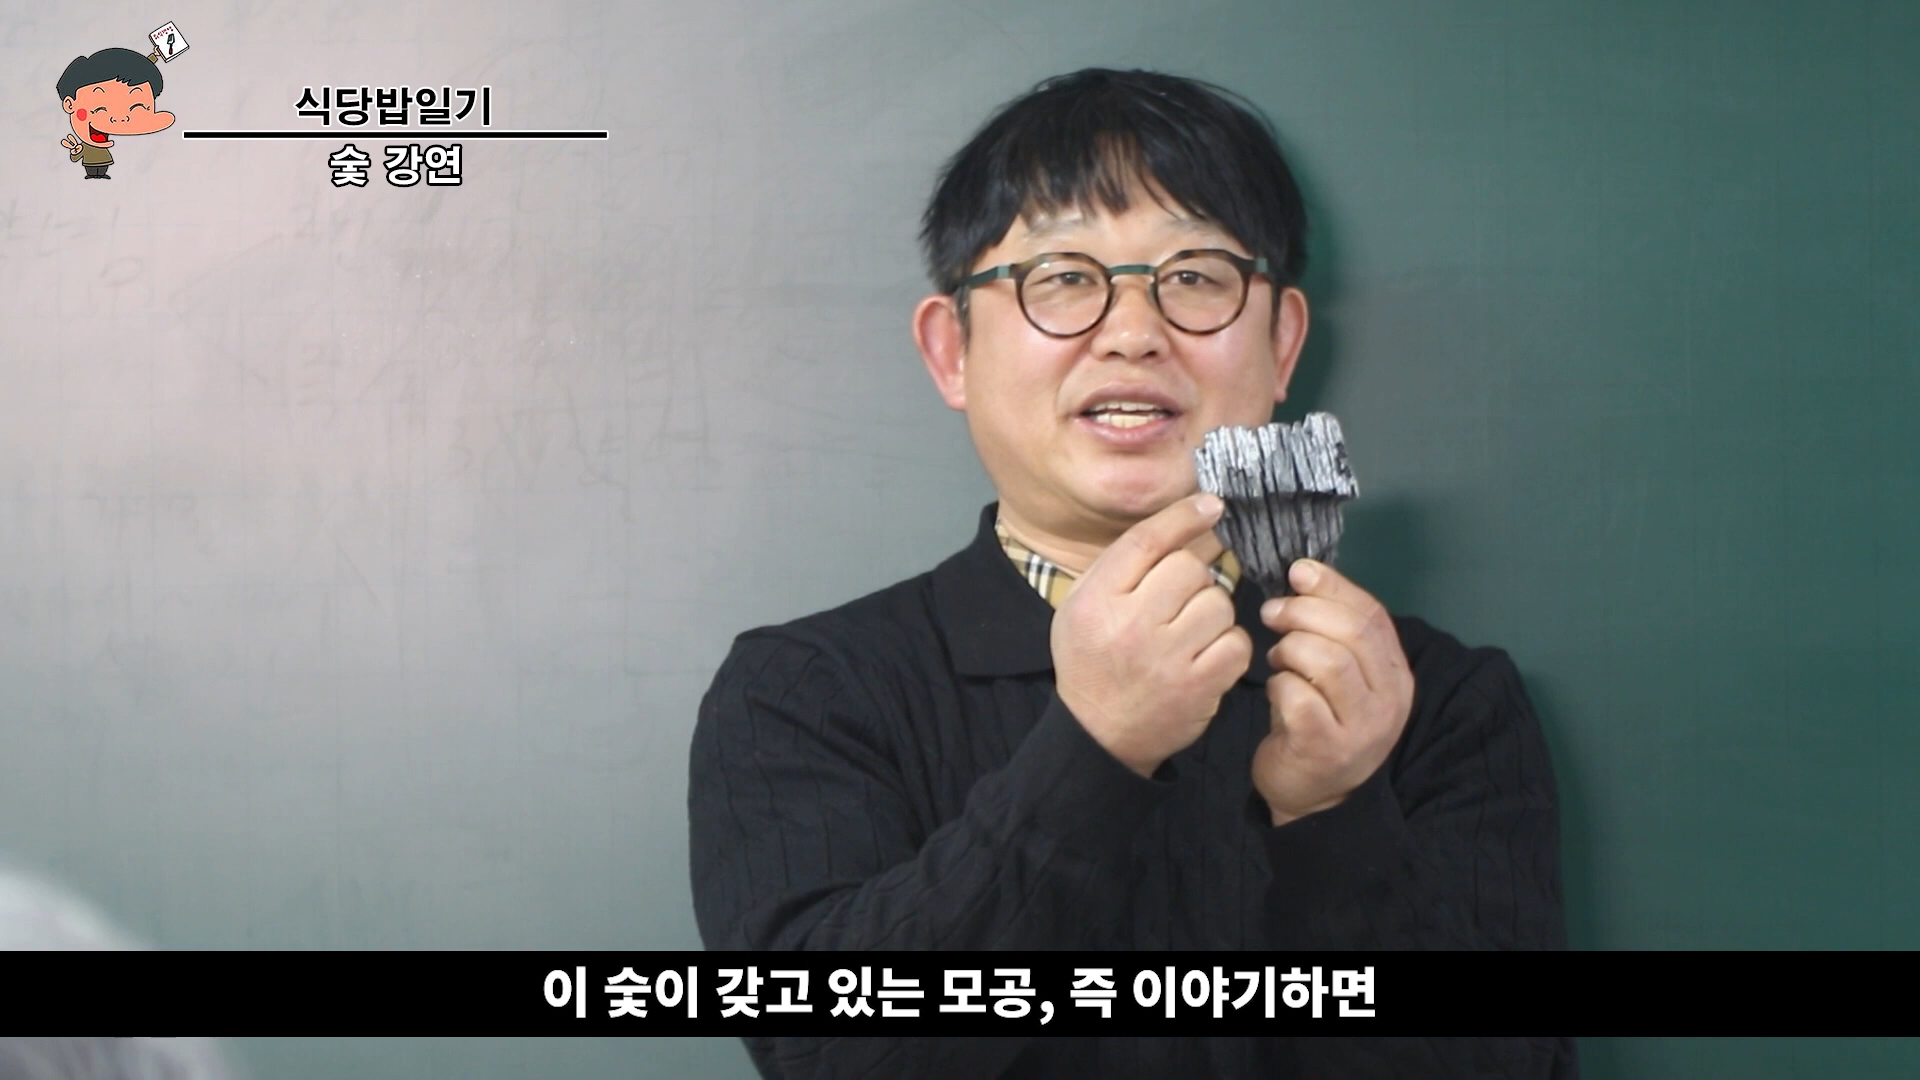 식당밥일기
숯 강연
이 숯이 갖고 있는 모공, 즉 이야기하면